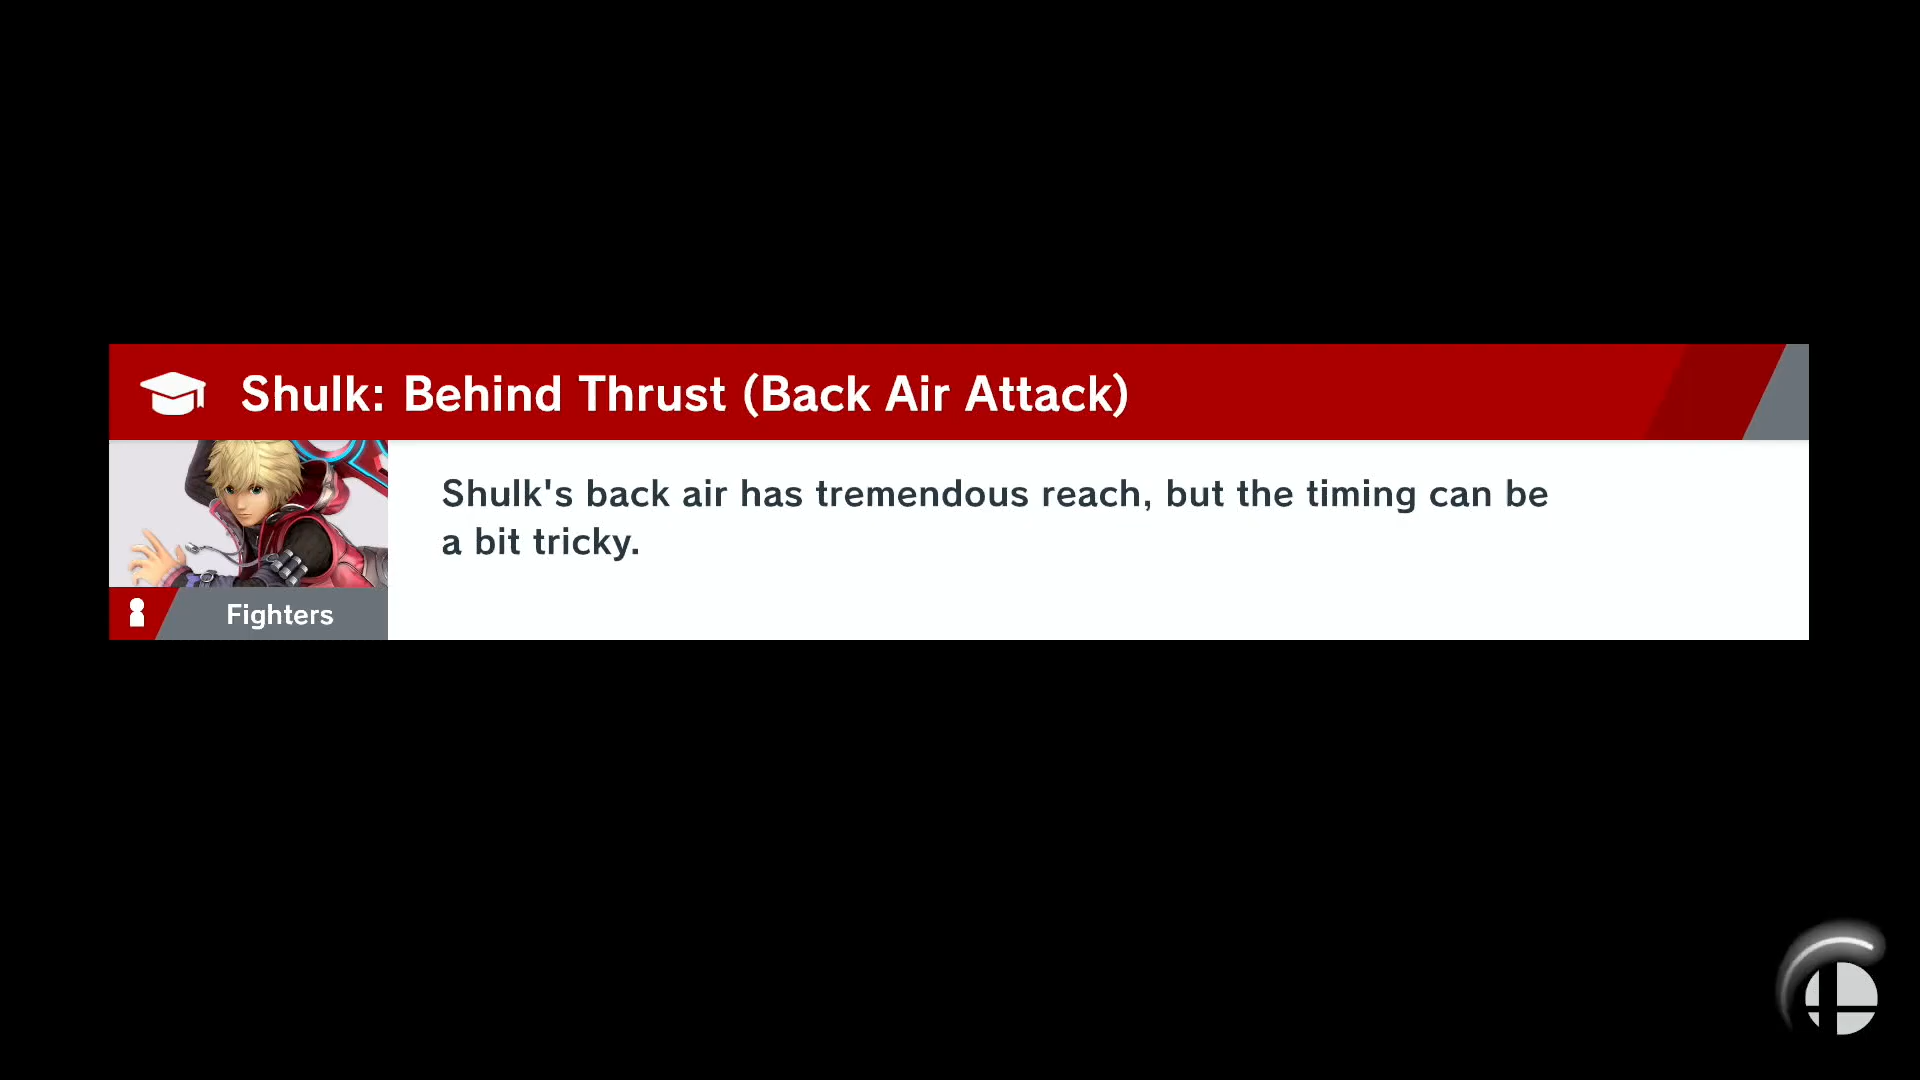 Shulk: Behind Thrust (Back Air Attack)
Shulk's back air has tremendous reach, but the timing can be
a bit tricky.
Fighters